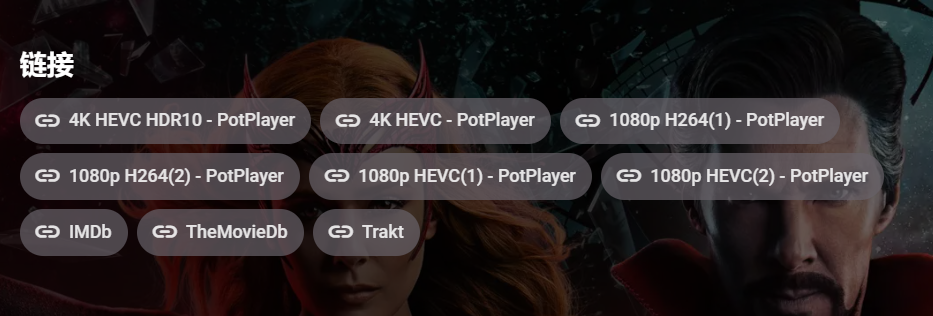 链接
4K HEVC HDR10 - PotPlayer 4K HEVC - PotPlayer 1080p H264(1) - PotPlayer
1080p H264(2) - PotPlayer 1080p HEVC(1) - PotPlayer 1080p HEVC(2) - PotPlayer
IMDb TheMovieDb Trakt